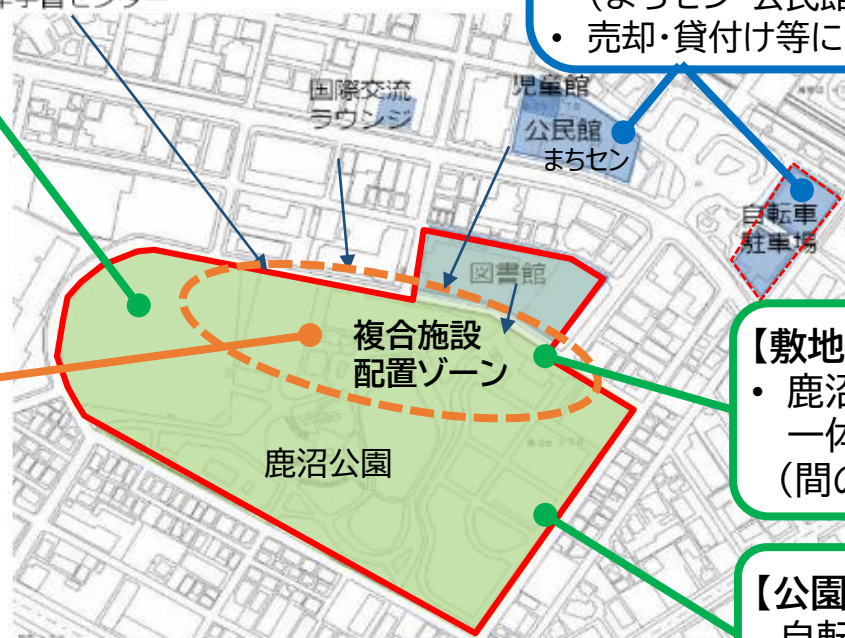 年学習センター
(まちセン・公民館
• 売却・貸付け等に
国際交流
ラウンジ
児童館
公民館
まちセン
自転車
駐車場
図書館
複合施設
配置ゾーン
鹿沼公園
【敷地
• 鹿沼
一体
(間の
【公園
自転